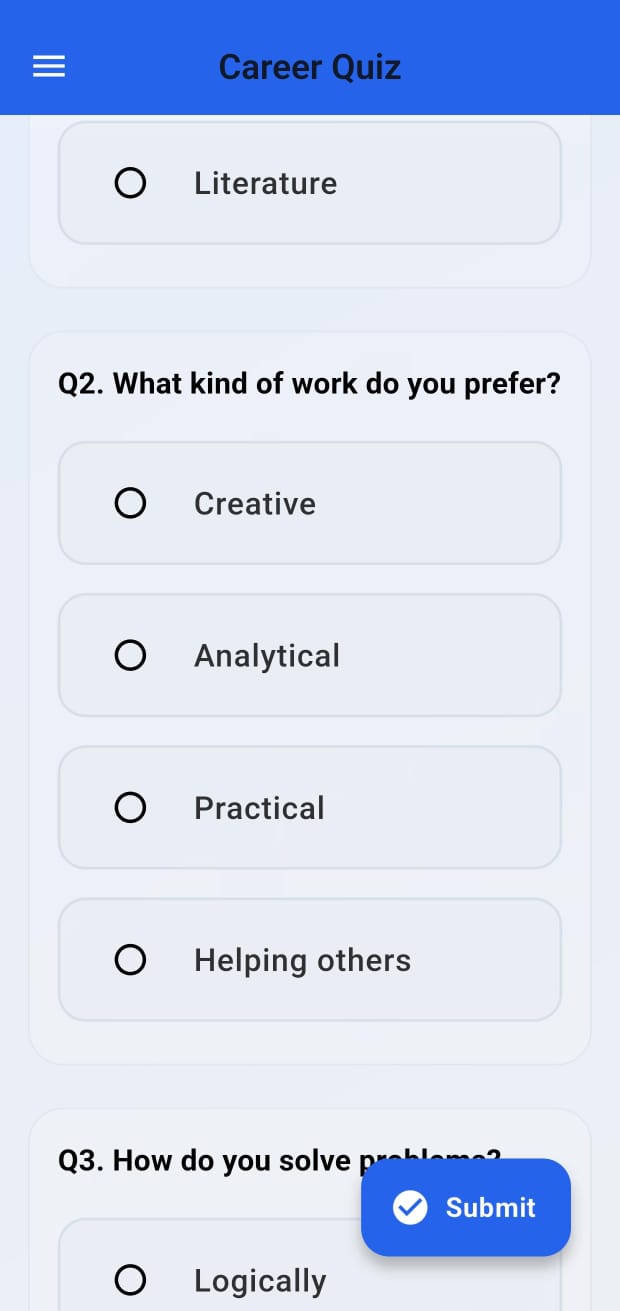 Career Quiz
Literature
Q2. What kind of work do you prefer?
Creative
Analytical
Practical
Helping others
Q3. How do you solve problems?
Submit
Logically